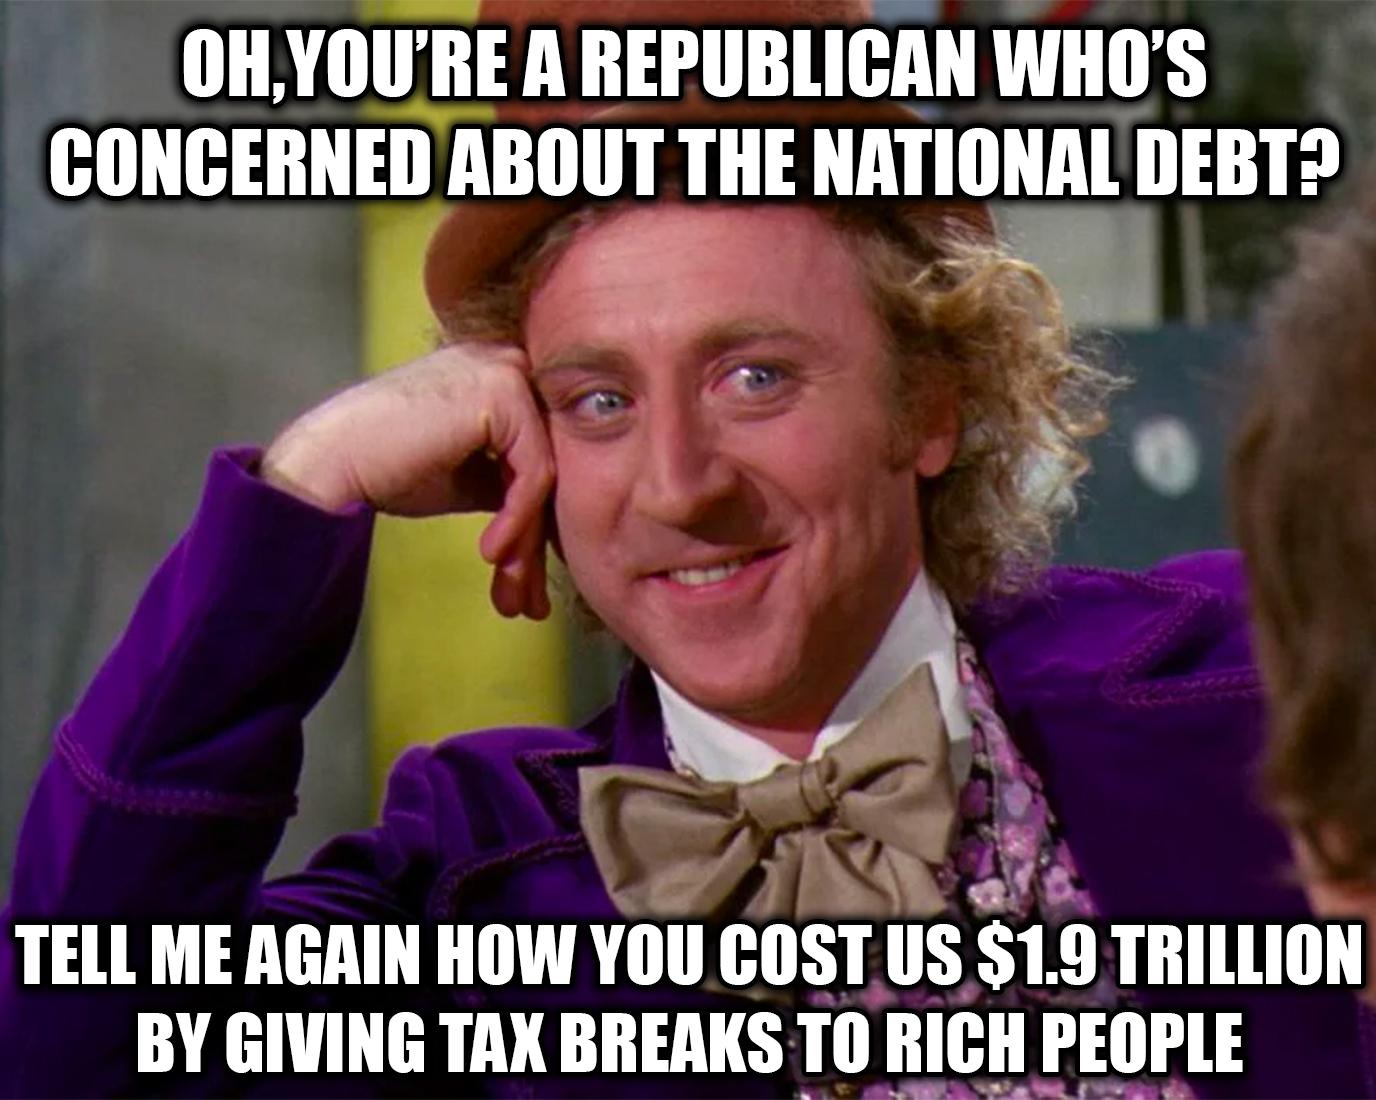 OH,YOU'RE A REPUBLICAN WHO'S
CONCERNED ABOUT THE NATIONAL DEBT?
TELL ME AGAIN HOW YOU COST US $1.9 TRILLION
BY GIVING TAX BREAKS TO RICH PEOPLE